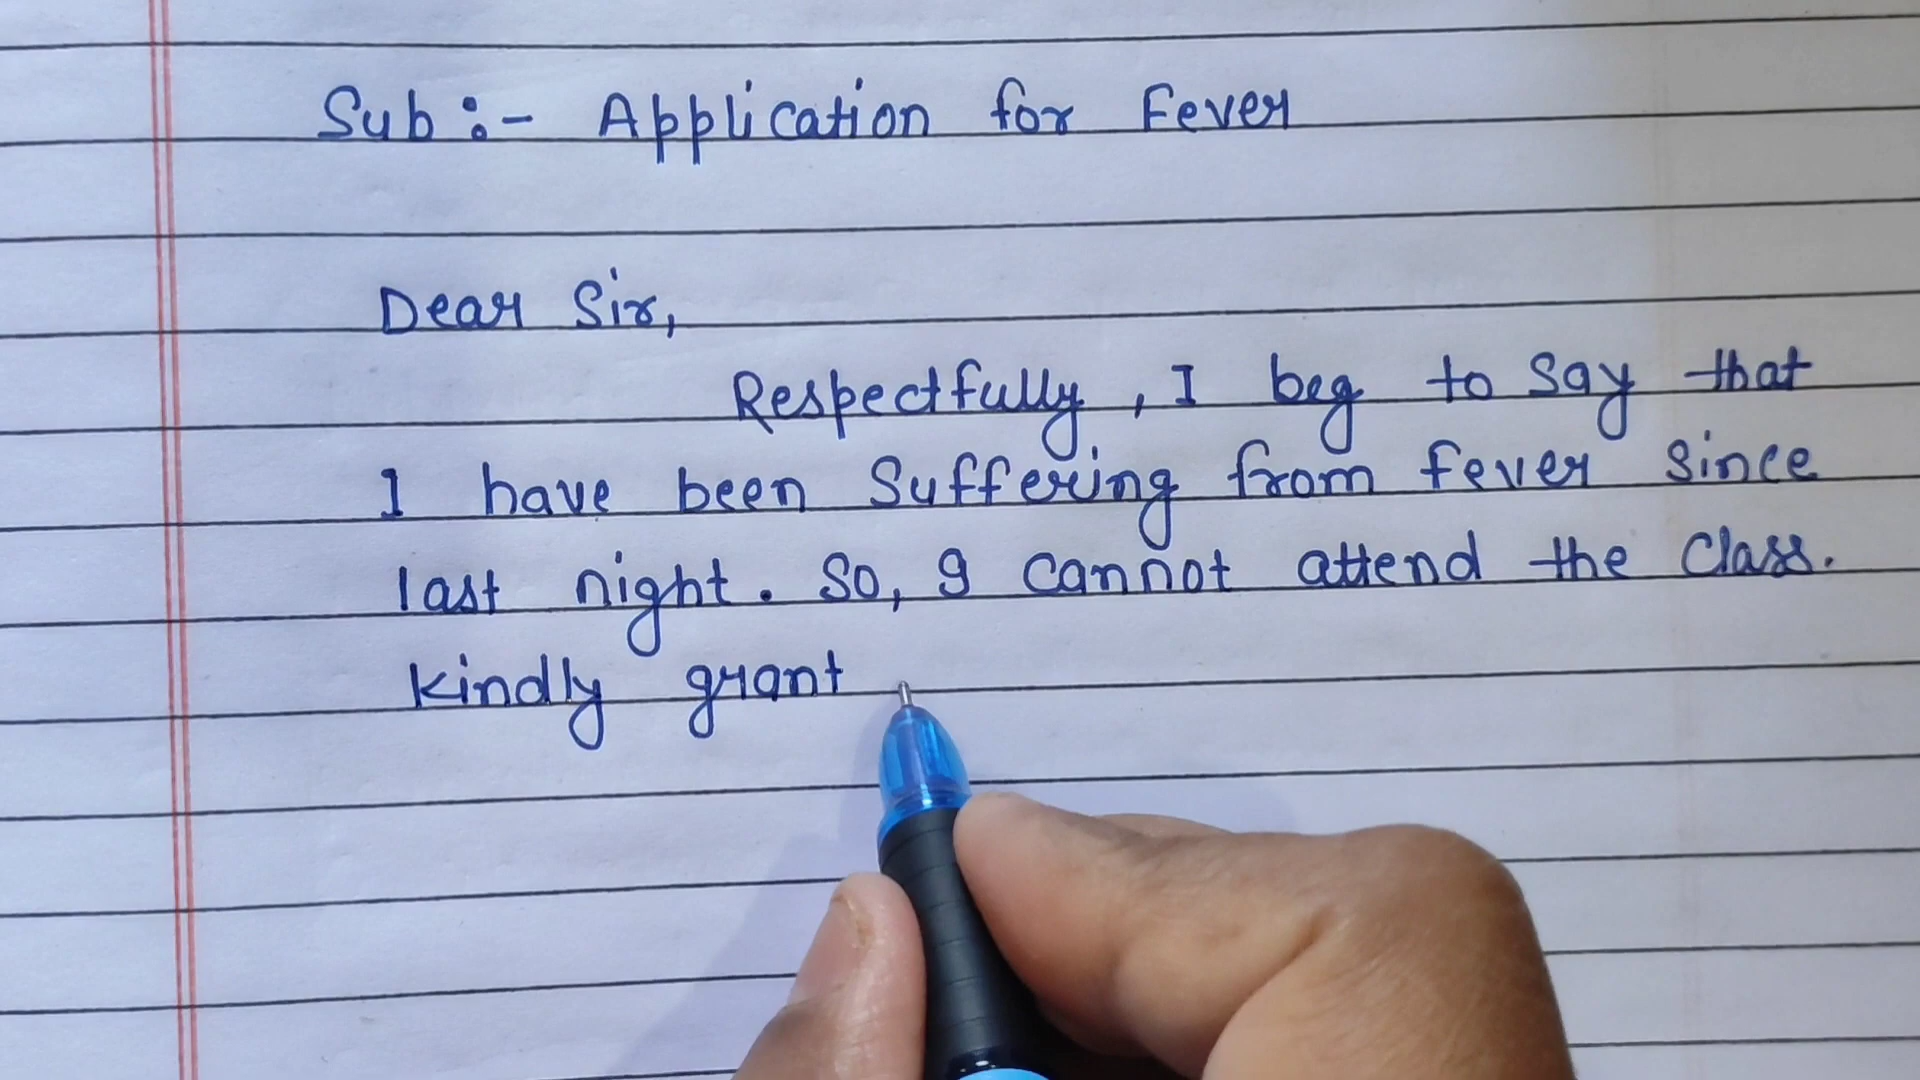 Sub :- Application for Fever
Dear Sir,
Respectfully, I beg to say that
I have been Suffering from fever since
last night. So, I cannot attend the Class.
Kindly grant